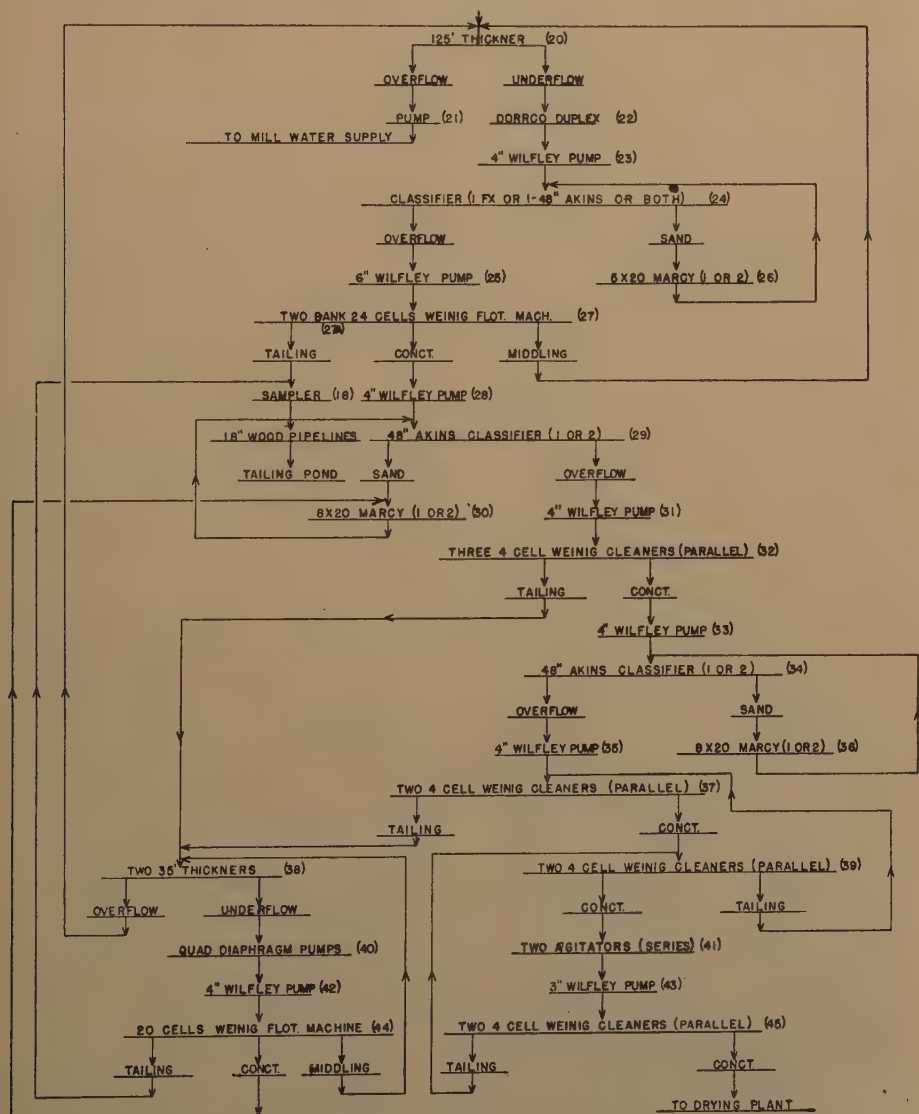 125' THICKNER (20)
OVERFLOW UNDERFLOW
PUMP (21) DORRCO DUPLEX (22)
TO MILL WATER SUPPLY
4" WILFLEY PUMP (23)
CLASSIFIER (1 FX OR 1-48" AKINS OR BOTH) (24)
OVERFLOW SAND
6" WILFLEY PUMP (25) 6X20 MARCY (1 OR 2) (26)
TWO BANK 24 CELLS WEINIG FLOT. MACH. (27)
(27A)
TAILING CONCT. MIDDLING
SAMPLER (16) 4" WILFLEY PUMP (28)
18" WOOD PIPELINES 48" AKINS CLASSIFIER (1 OR 2) (29)
TAILING POND SAND OVERFLOW
8X20 MARCY (1 OR 2) (30) 4" WILFLEY PUMP (31)
THREE 4 CELL WEINIG CLEANERS (PARALLEL) (32)
TAILING CONCT.
4" WILFLEY PUMP (33)
48" AKINS CLASSIFIER (1 OR 2) (34)
OVERFLOW SAND
4" WILFLEY PUMP (35) 8X20 MARCY (1 OR 2) (36)
TWO 4 CELL WEINIG CLEANERS (PARALLEL) (37)
TAILING CONCT.
TWO 35' THICKNERS (38) TWO 4 CELL WEINIG CLEANERS (PARALLEL) (39)
OVERFLOW UNDERFLOW CONCT. TAILING
QUAD DIAPHRAGM PUMPS (40) TWO AGITATORS (SERIES) (41)
4" WILFLEY PUMP (42) 3" WILFLEY PUMP (43)
20 CELLS WEINIG FLOT. MACHINE (44) TWO 4 CELL WEINIG CLEANERS (PARALLEL) (45)
TAILING CONCT. MIDDLING TAILING CONCT.
TO DRYING PLANT